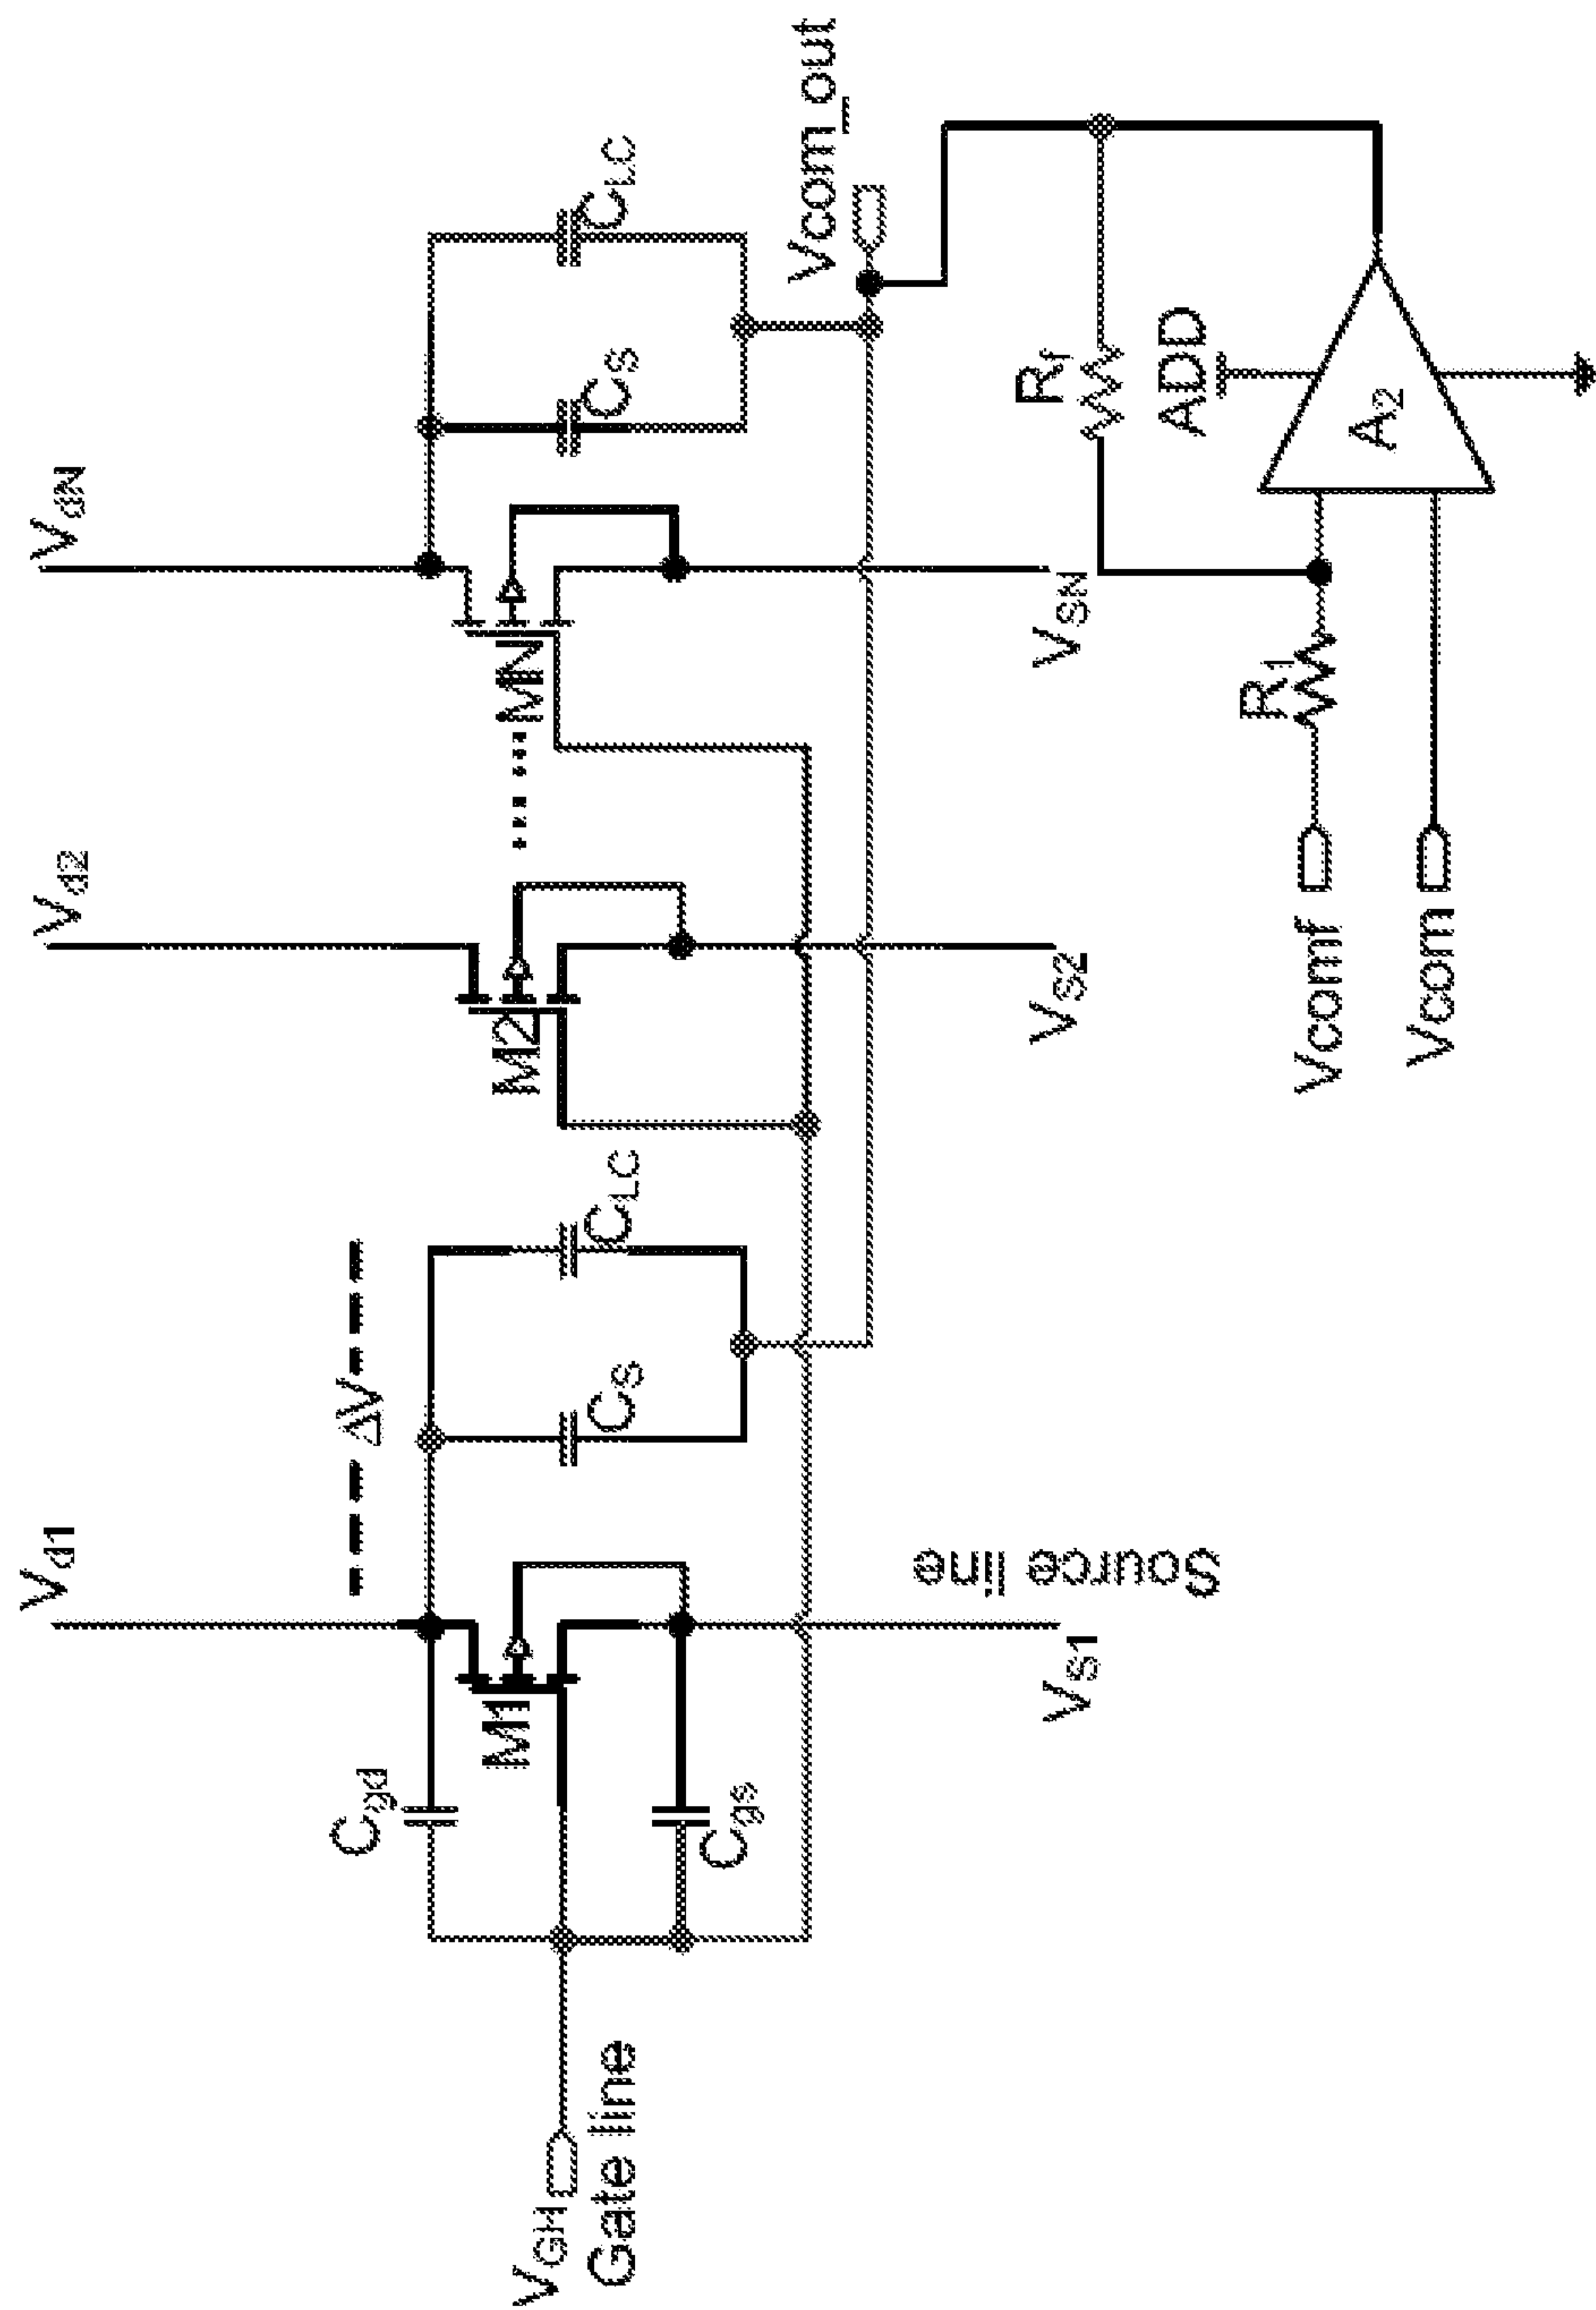 Vd1
Vd2
VdN
ΔV
Cgd
M1
CS
CLC
M2
MN
CS
CLC
VGH
Gate line
Cgs
Vcom_out
VS1
Source line
VS2
VSN
Rf
ADD
R1
A2
Vcomf
Vcom